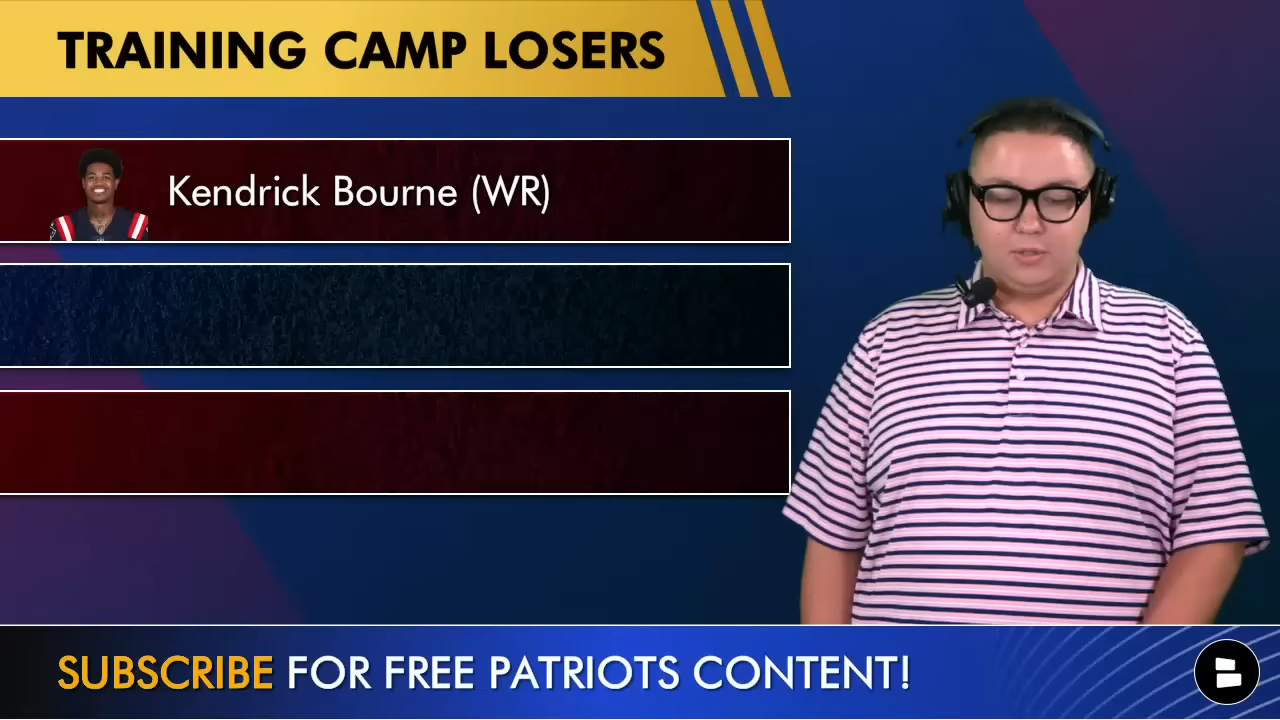 TRAINING CAMP LOSERS
Kendrick Bourne (WR)
SUBSCRIBE FOR FREE PATRIOTS CONTENT!